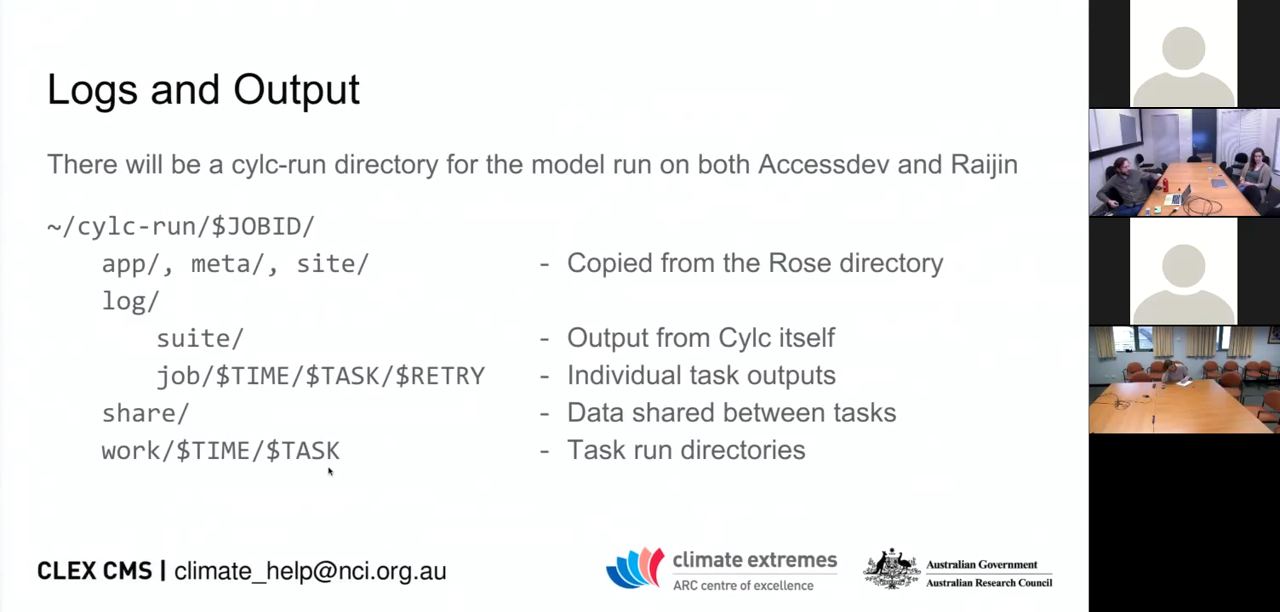 Logs and Output
There will be a cylc-run directory for the model run on both Accessdev and Raijin
~/cylc-run/$JOBID/
app/, meta/, site/ - Copied from the Rose directory
log/
suite/ - Output from Cylc itself
job/$TIME/$TASK/$RETRY - Individual task outputs
share/ - Data shared between tasks
work/$TIME/$TASK - Task run directories
CLEX CMS | climate_help@nci.org.au
climate extremes
ARC centre of excellence
Australian Government
Australian Research Council